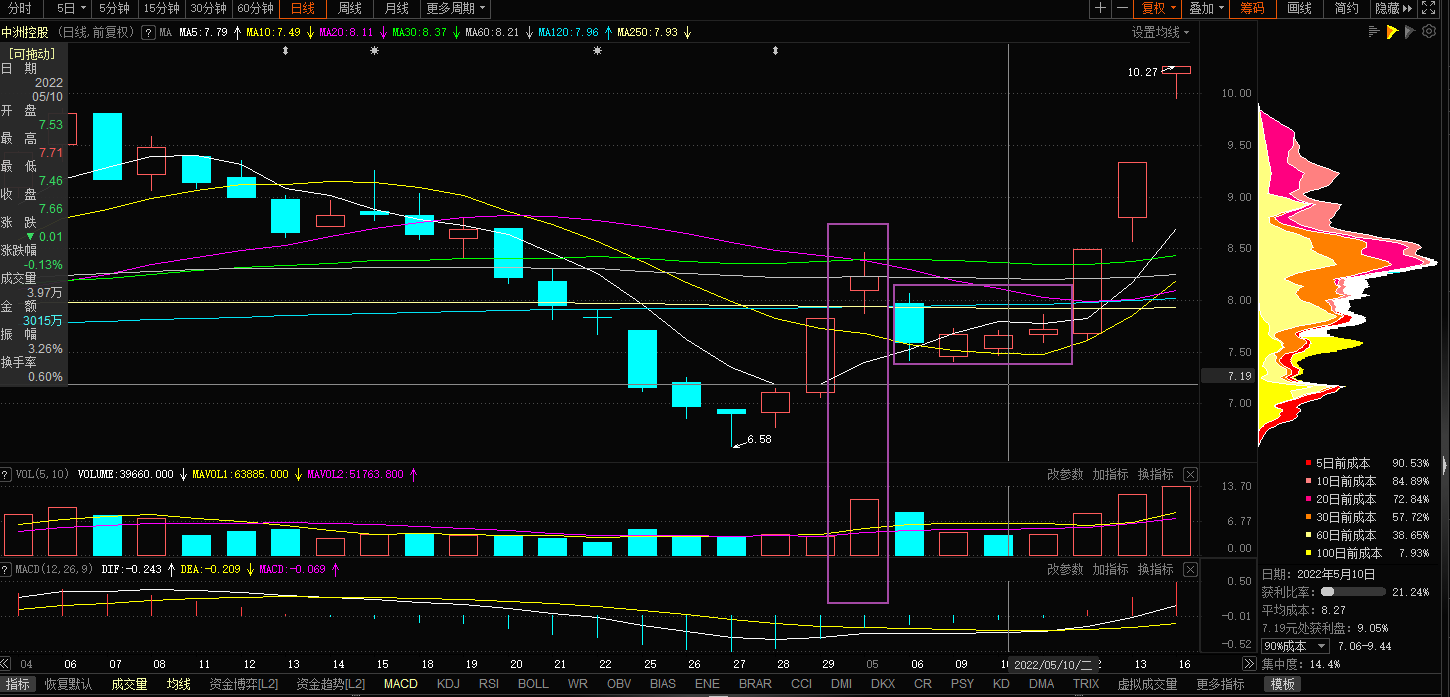 分时 5日 5分钟 15分钟 30分钟 60分钟 日线 周线 月线 更多周期 复权 叠加 筹码 画线 简约 隐藏
中洲控股 (日线,前复权) ? MA MA5:7.79 MA10:7.49 MA20:8.11 MA30:8.37 MA60:8.21 MA120:7.96 MA250:7.93 设置均线
[可拖动]
日 期
2022
05/10
开 盘
7.53
最 高
7.71
最 低
7.46
收 盘
7.66
涨 跌
▼0.01
涨跌幅
-0.13%
成交量
3.97万
金 额
3015万
振 幅
3.26%
换手率
0.60%
10.27
6.58
10.00
9.50
9.00
8.50
8.00
7.50
7.19
7.00
? VOL(5,10) VOLUME:39660.000 MAVOL1:63885.000 MAVOL2:51763.800 改参数 加指标 换指标
13.70
6.77
0.00
? MACD(12,26,9) DIF:-0.243 DEA:-0.209 MACD:-0.069 改参数 加指标 换指标
0.50
-0.01
-0.52
04 06 07 08 11 12 13 14 15 18 19 20 21 22 25 26 27 28 29 05 06 09 2022/05/10/二 13 16
5日前成本 90.53%
10日前成本 84.89%
20日前成本 72.84%
30日前成本 57.72%
60日前成本 38.65%
100日前成本 7.93%
日期: 2022年5月10日
获利比率: 21.24%
平均成本: 8.27
7.19元处获利盘: 9.05%
90%成本 7.06-9.44
集中度: 14.4%
指标 恢复默认 成交量 均线 资金博弈[L2] 资金趋势[L2] MACD KDJ RSI BOLL WR OBV BIAS ENE BRAR CCI DMI DKX CR PSY KD DMA TRIX 虚拟成交量 更多指标 模板